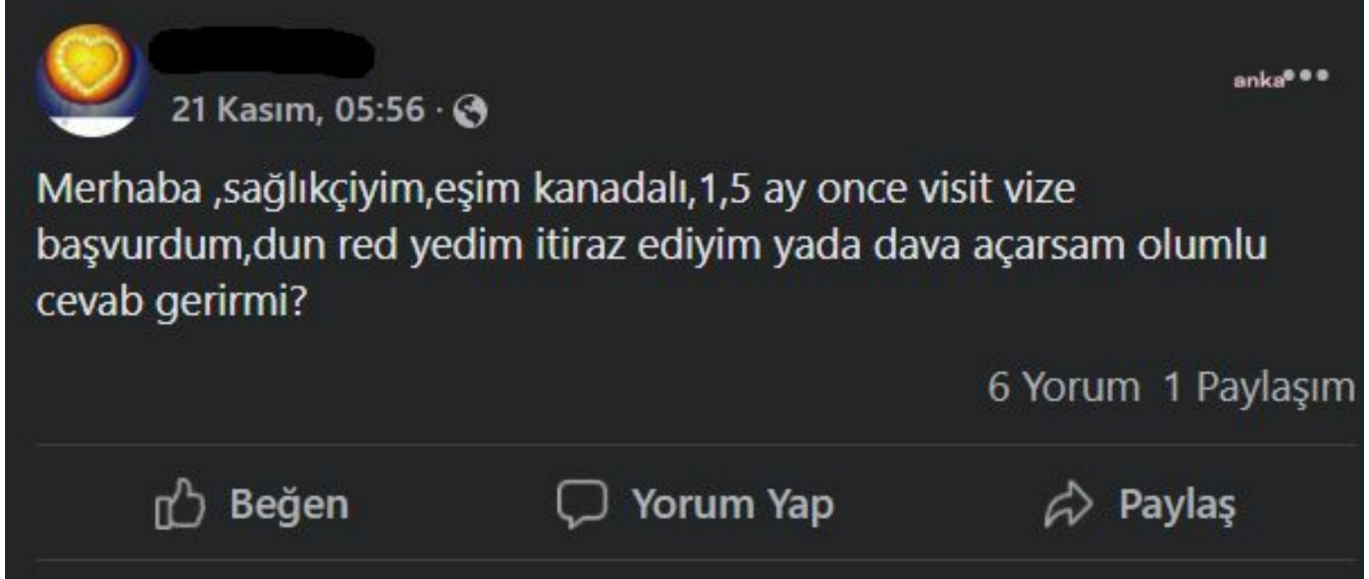 21 Kasım, 05:56 ·
anka
Merhaba ,sağlıkçiyim,eşim kanadalı,1,5 ay once visit vize
başvurdum,dun red yedim itiraz ediyim yada dava açarsam olumlu
cevab gerirmi?
6 Yorum 1 Paylaşım
Beğen Yorum Yap Paylaş